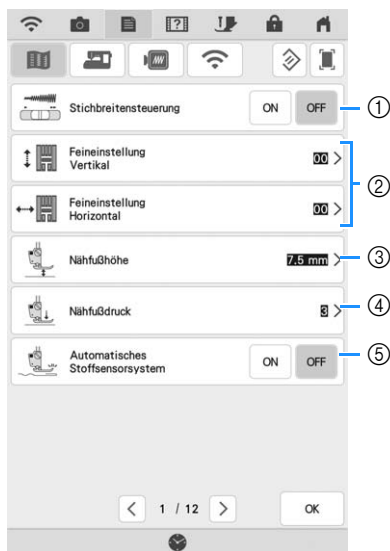 Stichbreitensteuerung ON OFF ①
Feineinstellung
Vertikal 00 >
②
Feineinstellung
Horizontal 00 >
Nähfußhöhe 7.5 mm > ③
Nähfußdruck 3 > ④
Automatisches
Stoffsensorsystem ON OFF ⑤
< 1 / 12 > OK